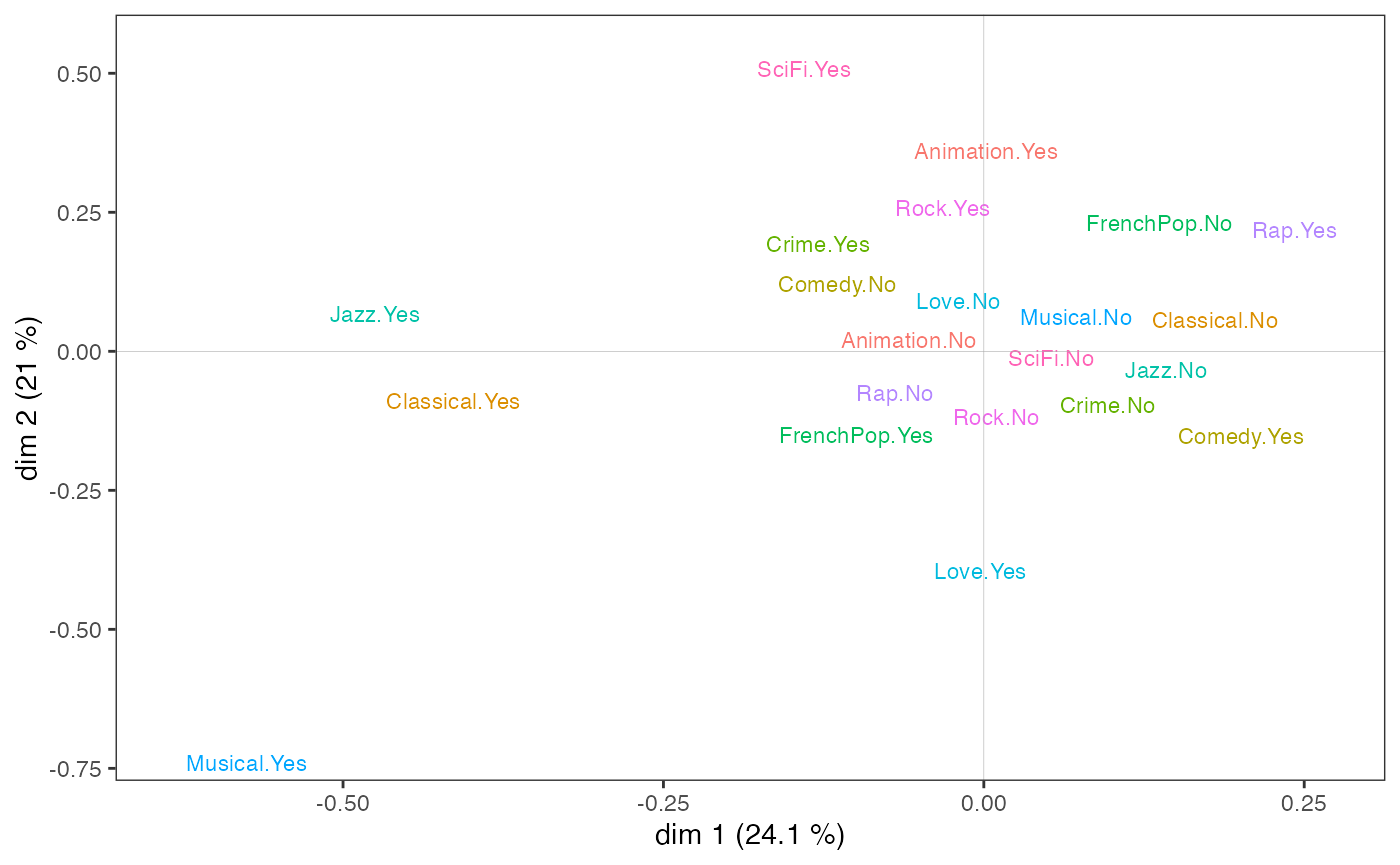 0.50
0.25
0.00
-0.25
-0.50
-0.75
dim 2 (21 %)
SciFi.Yes
Animation.Yes
Rock.Yes
FrenchPop.No
Rap.Yes
Crime.Yes
Comedy.No
Love.No
Jazz.Yes
Musical.No
Classical.No
Animation.No
SciFi.No
Jazz.No
Rap.No
Classical.Yes
Crime.No
Rock.No
FrenchPop.Yes
Comedy.Yes
Love.Yes
Musical.Yes
-0.50
-0.25
0.00
0.25
dim 1 (24.1 %)